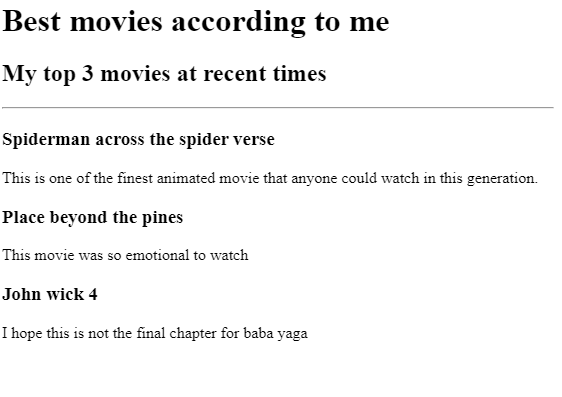 Best movies according to me
My top 3 movies at recent times
Spiderman across the spider verse
This is one of the finest animated movie that anyone could watch in this generation.
Place beyond the pines
This movie was so emotional to watch
John wick 4
I hope this is not the final chapter for baba yaga